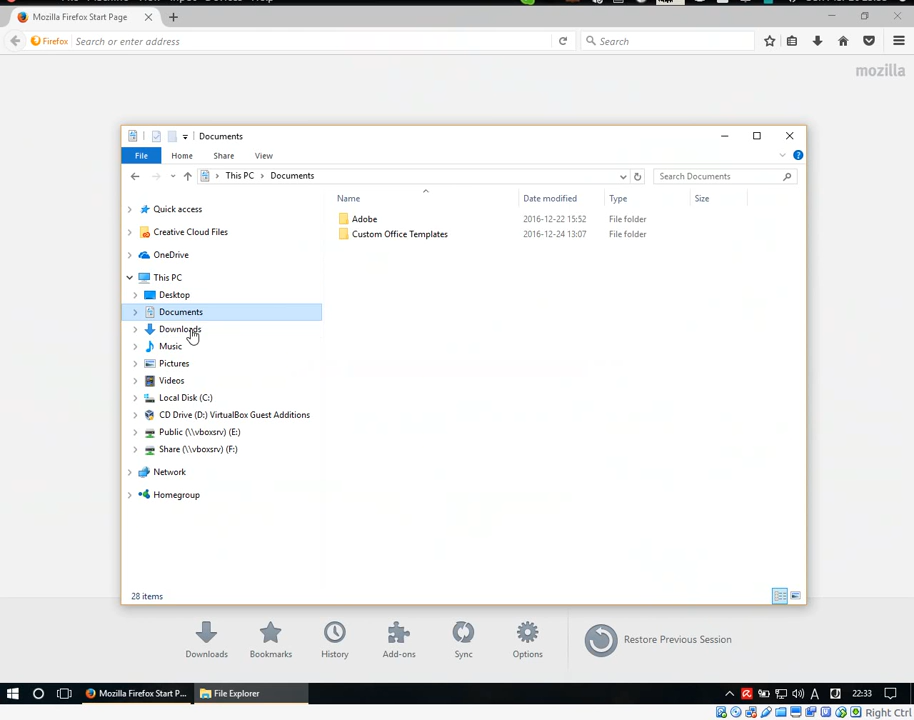 Mozilla Firefox Start Page
Firefox
Search or enter address
Search
mozilla
Documents
File
Home
Share
View
This PC
Documents
Search Documents
Name
Date modified
Type
Size
Quick access
Creative Cloud Files
OneDrive
This PC
Desktop
Documents
Downloads
Music
Pictures
Videos
Local Disk (C:)
CD Drive (D:) VirtualBox Guest Additions
Public (\\vboxsrv) (E:)
Share (\\vboxsrv) (F:)
Network
Homegroup
Adobe 2016-12-22 15:52 File folder
Custom Office Templates 2016-12-24 13:07 File folder
28 items
Downloads
Bookmarks
History
Add-ons
Sync
Options
Restore Previous Session
Mozilla Firefox Start P...
File Explorer
A
22:33
Right Ctrl